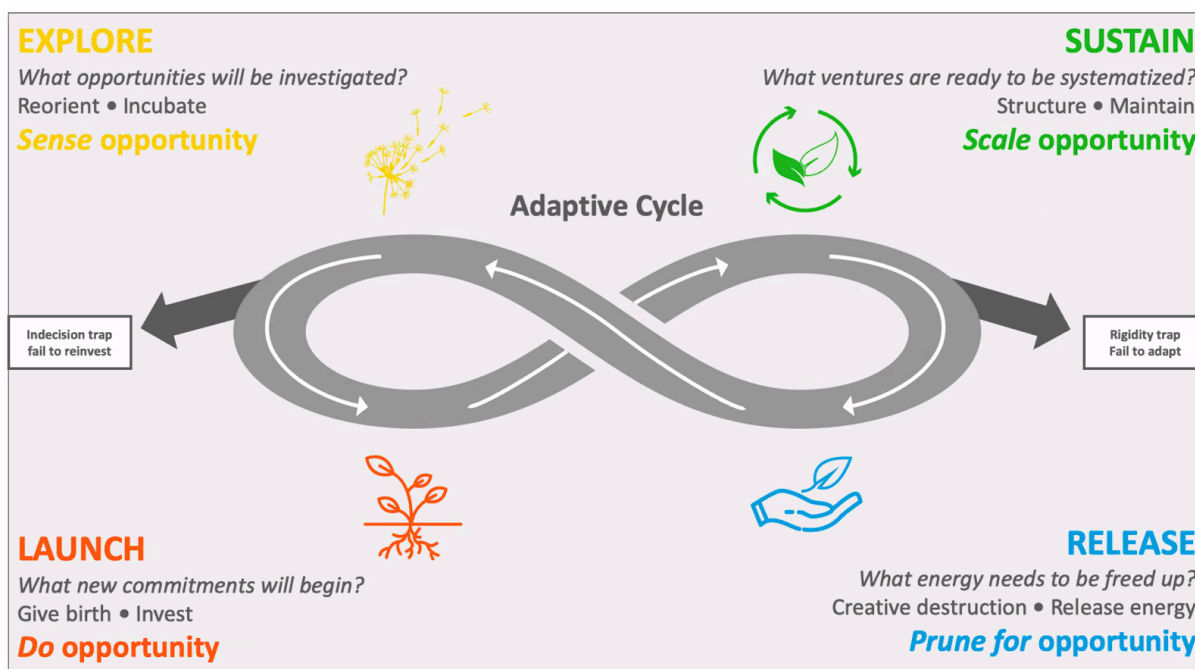 EXPLORE
What opportunities will be investigated?
Reorient • Incubate
Sense opportunity
SUSTAIN
What ventures are ready to be systematized?
Structure • Maintain
Scale opportunity
Adaptive Cycle
Indecision trap
fail to reinvest
Rigidity trap
Fail to adapt
LAUNCH
What new commitments will begin?
Give birth • Invest
Do opportunity
RELEASE
What energy needs to be freed up?
Creative destruction • Release energy
Prune for opportunity